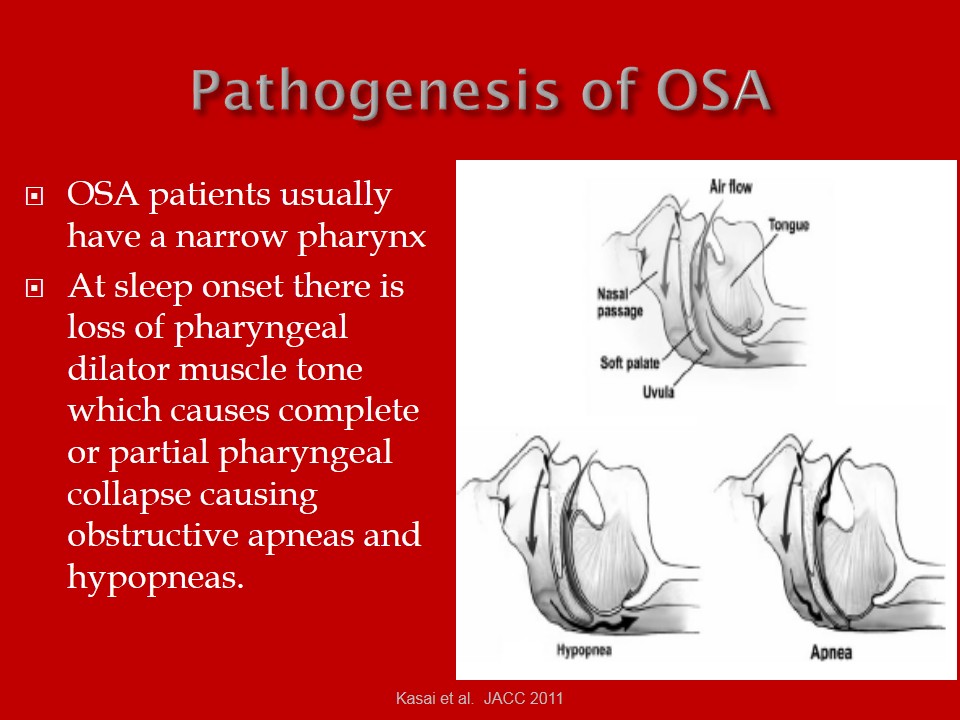 Pathogenesis of OSA
OSA patients usually
have a narrow pharynx
At sleep onset there is
loss of pharyngeal
dilator muscle tone
which causes complete
or partial pharyngeal
collapse causing
obstructive apneas and
hypopneas.
Air flow
Tongue
Nasal
passage
Soft palate
Uvula
Hypopnea
Apnea
Kasai et al. JACC 2011